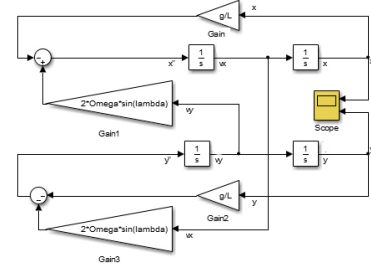 x
g/L
Gain
x''
1
s
vx
1
s
x
2*Omega*sin(lambda)
vy
Gain1
Scope
y''
1
s
vy
1
s
y
g/L
y
Gain2
2*Omega*sin(lambda)
vx
Gain3